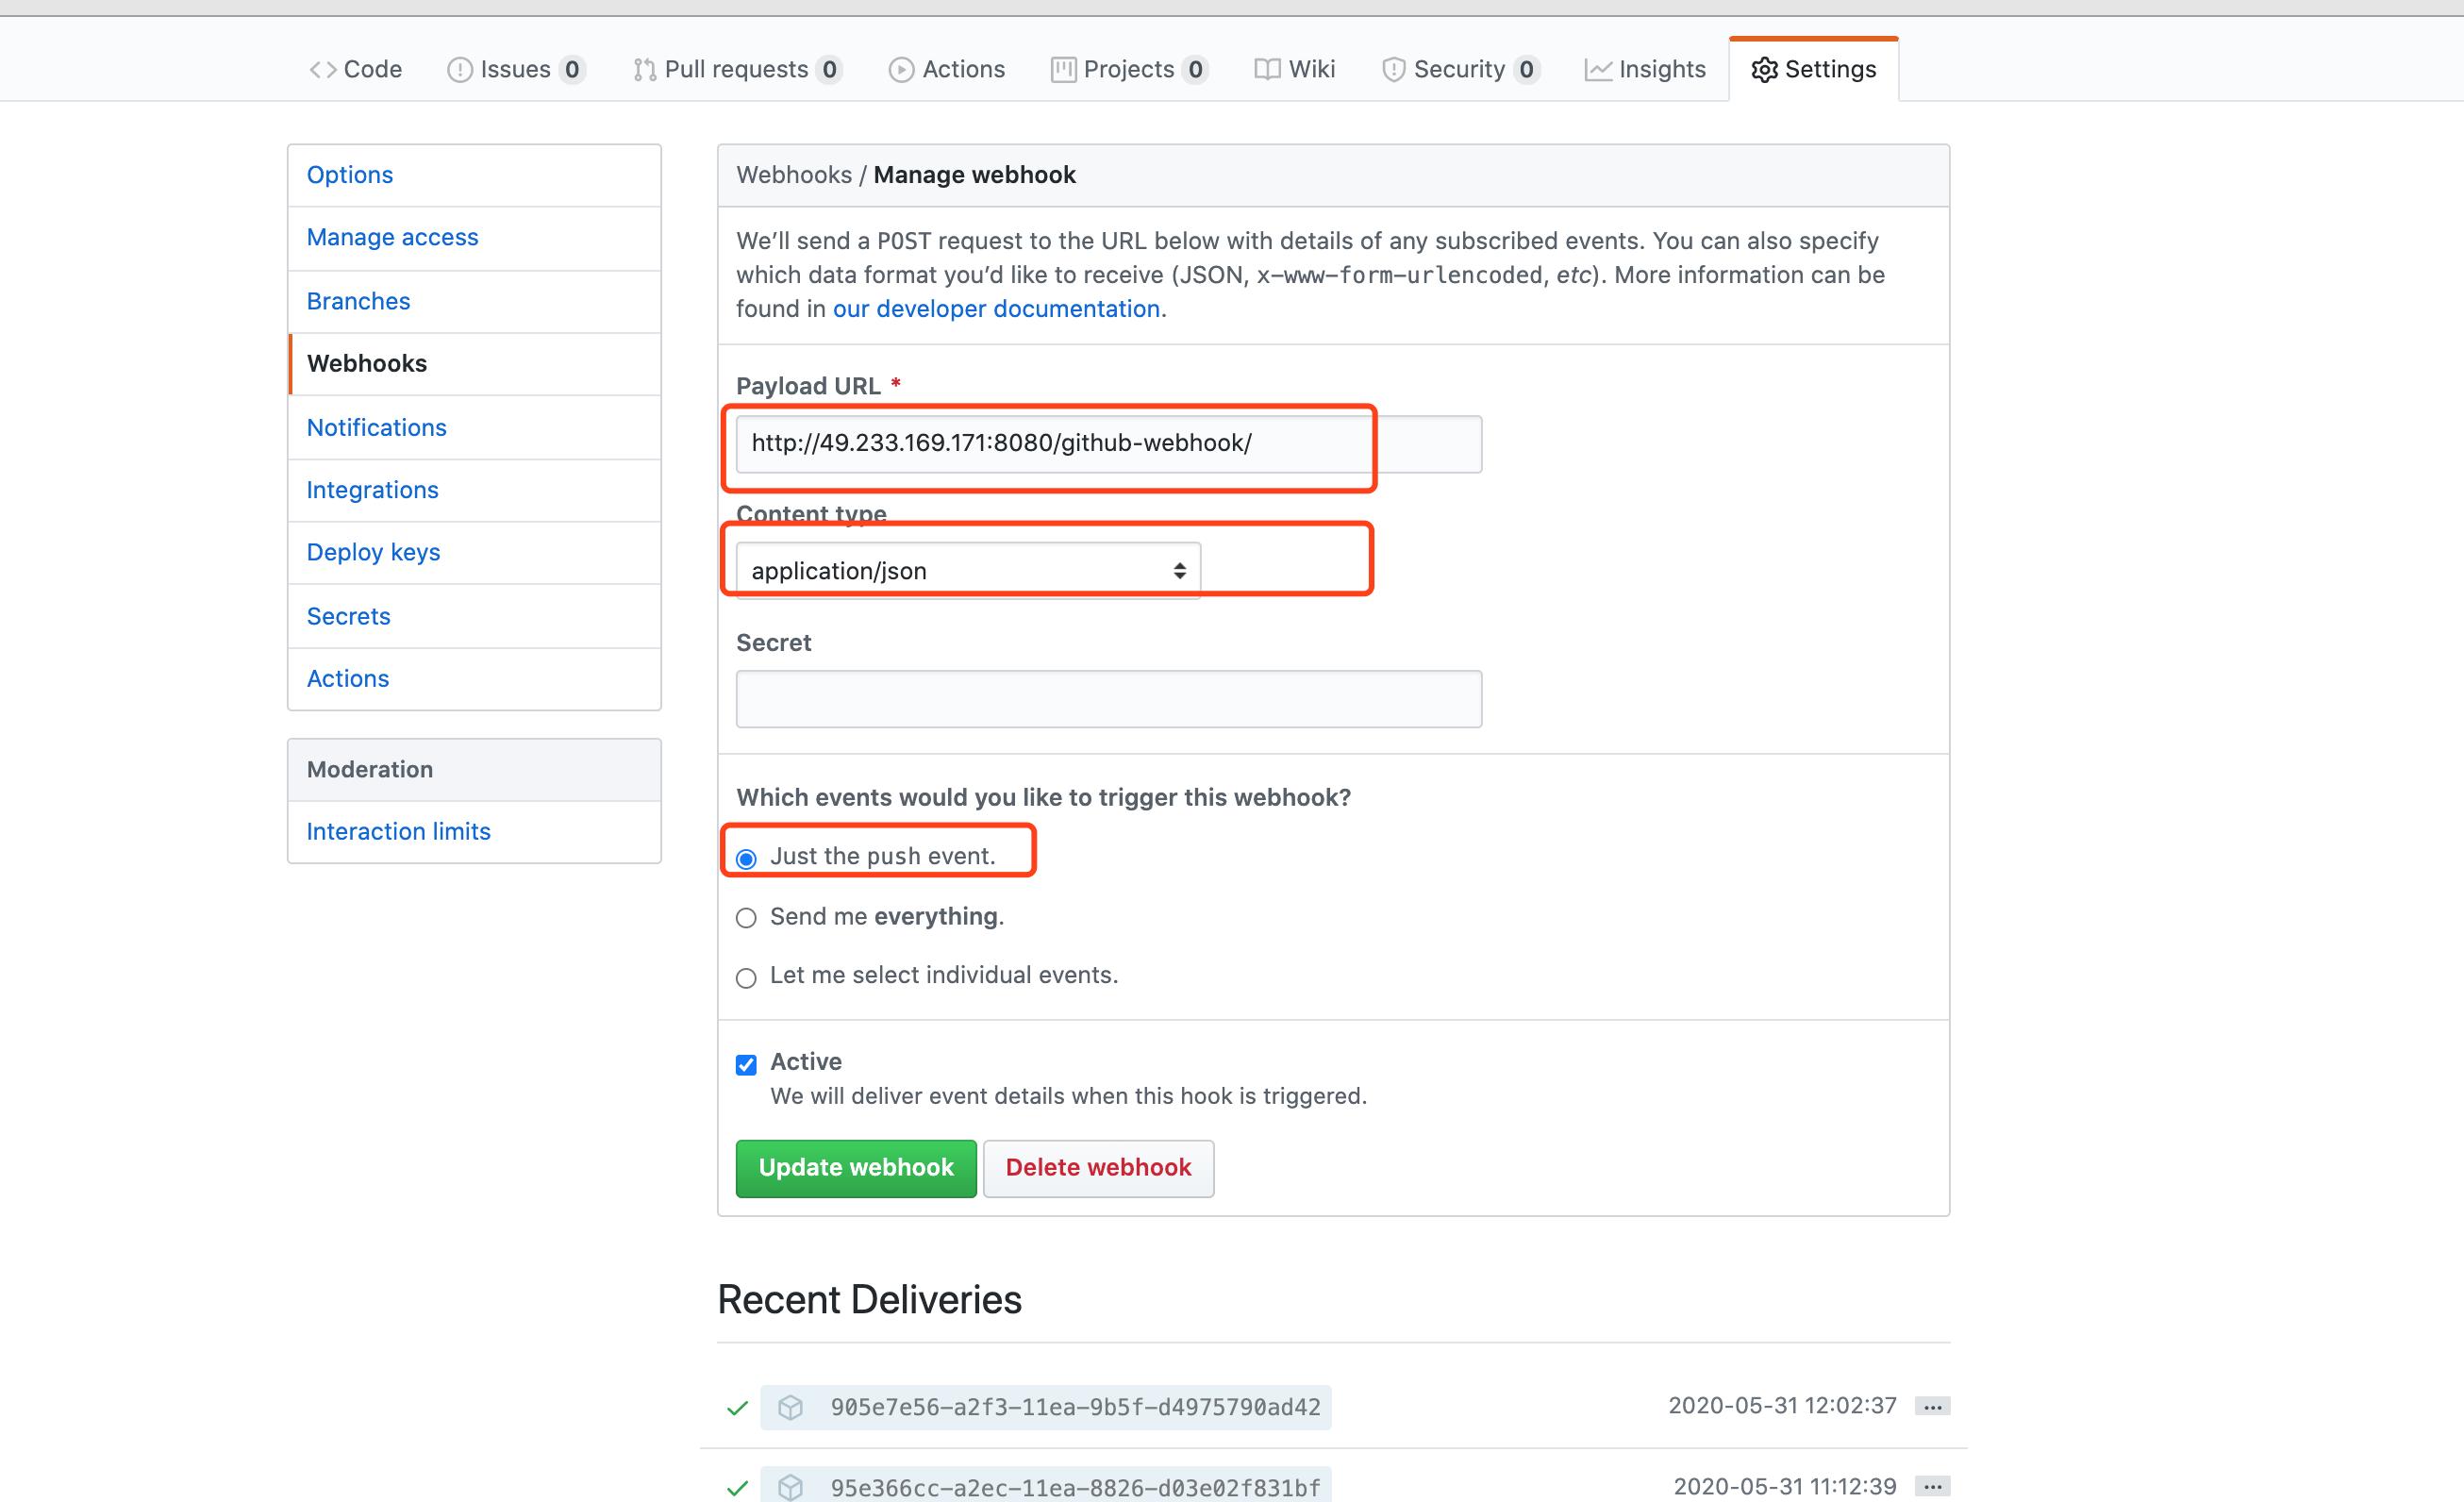 Code Issues 0 Pull requests 0 Actions Projects 0 Wiki Security 0 Insights Settings
Options
Manage access
Branches
Webhooks
Notifications
Integrations
Deploy keys
Secrets
Actions
Moderation
Interaction limits
Webhooks / Manage webhook
We’ll send a POST request to the URL below with details of any subscribed events. You can also specify
which data format you’d like to receive (JSON, x-www-form-urlencoded, etc). More information can be
found in our developer documentation.
Payload URL *
http://49.233.169.171:8080/github-webhook/
Content type
application/json
Secret
Which events would you like to trigger this webhook?
Just the push event.
Send me everything.
Let me select individual events.
Active
We will deliver event details when this hook is triggered.
Update webhook Delete webhook
Recent Deliveries
905e7e56-a2f3-11ea-9b5f-d4975790ad42 2020-05-31 12:02:37 ...
95e366cc-a2ec-11ea-8826-d03e02f831bf 2020-05-31 11:12:39 ...